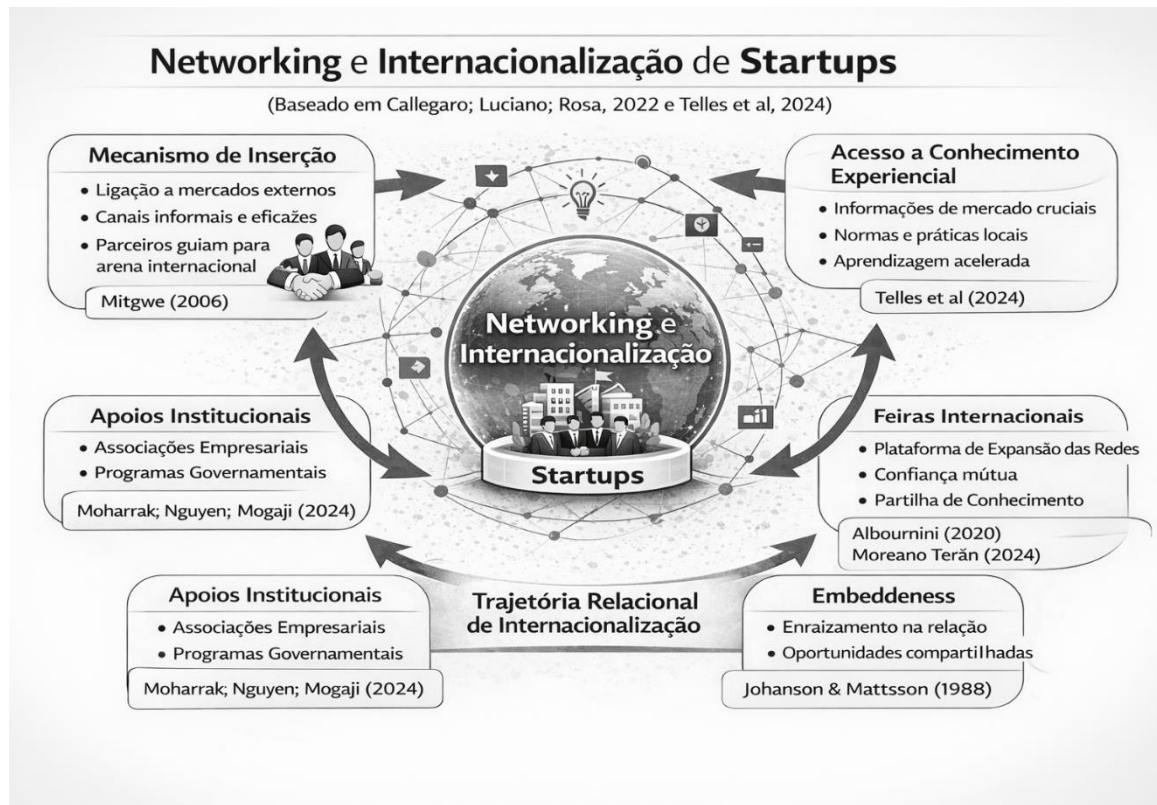 Networking e Internacionalização de Startups
(Baseado em Callegaro; Luciano; Rosa, 2022 e Telles et al, 2024)
Mecanismo de Inserção
• Ligação a mercados externos
• Canais informais e eficažes
• Parceiros guiam para
arena internacional
Mitgwe (2006)
Acesso a Conhecimento
Experiencial
• Informações de mercado cruciais
• Normas e práticas locais
• Aprendizagem acelerada
Telles et al (2024)
Networking e
Internacionalização
Startups
Apoios Institucionais
• Associações Empresariais
• Programas Governamentais
Moharrak; Nguyen; Mogaji (2024)
Feiras Internacionais
• Plataforma de Expansão das Redes
• Confiança mútua
• Partilha de Conhecimento
Albournini (2020)
Moreano Terăn (2024)
Apoios Institucionais
• Associações Empresariais
• Programas Governamentais
Moharrak; Nguyen; Mogaji (2024)
Trajetória Relacional
de Internacionalização
Embeddeness
• Enraizamento na relação
• Oportunidades compartilhadas
Johanson & Mattsson (1988)